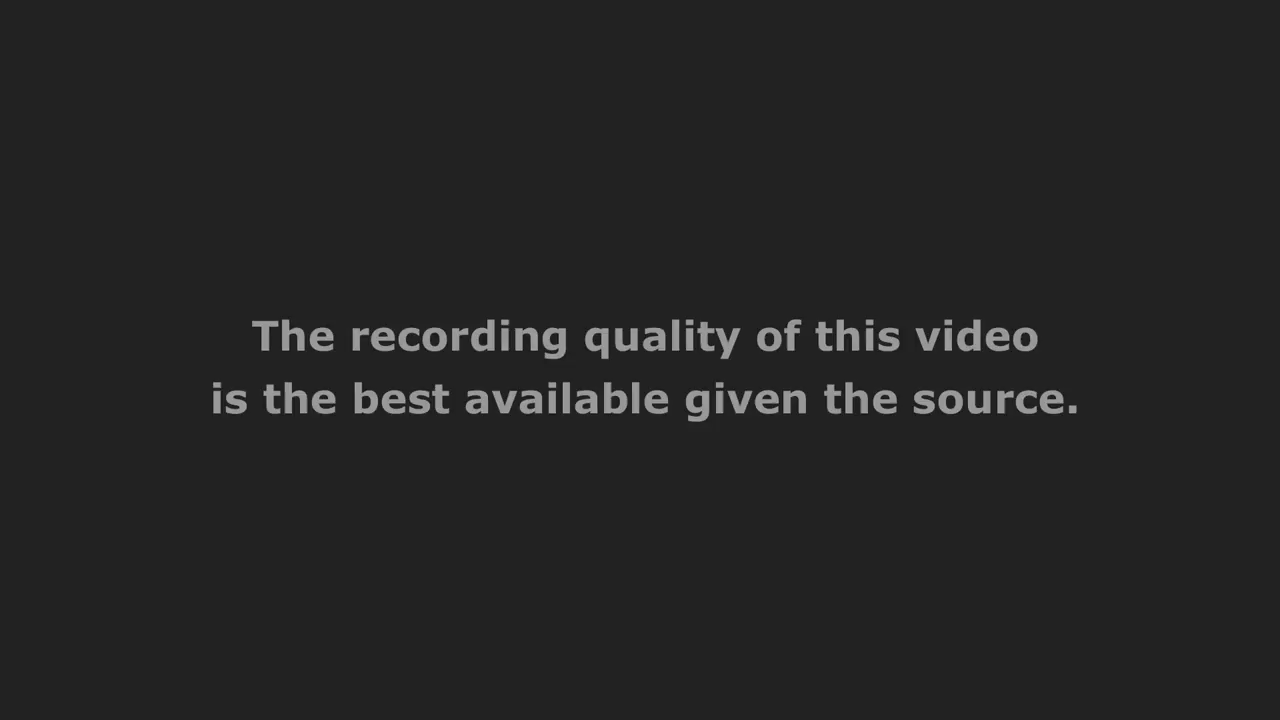 The recording quality of this video
is the best available given the source.